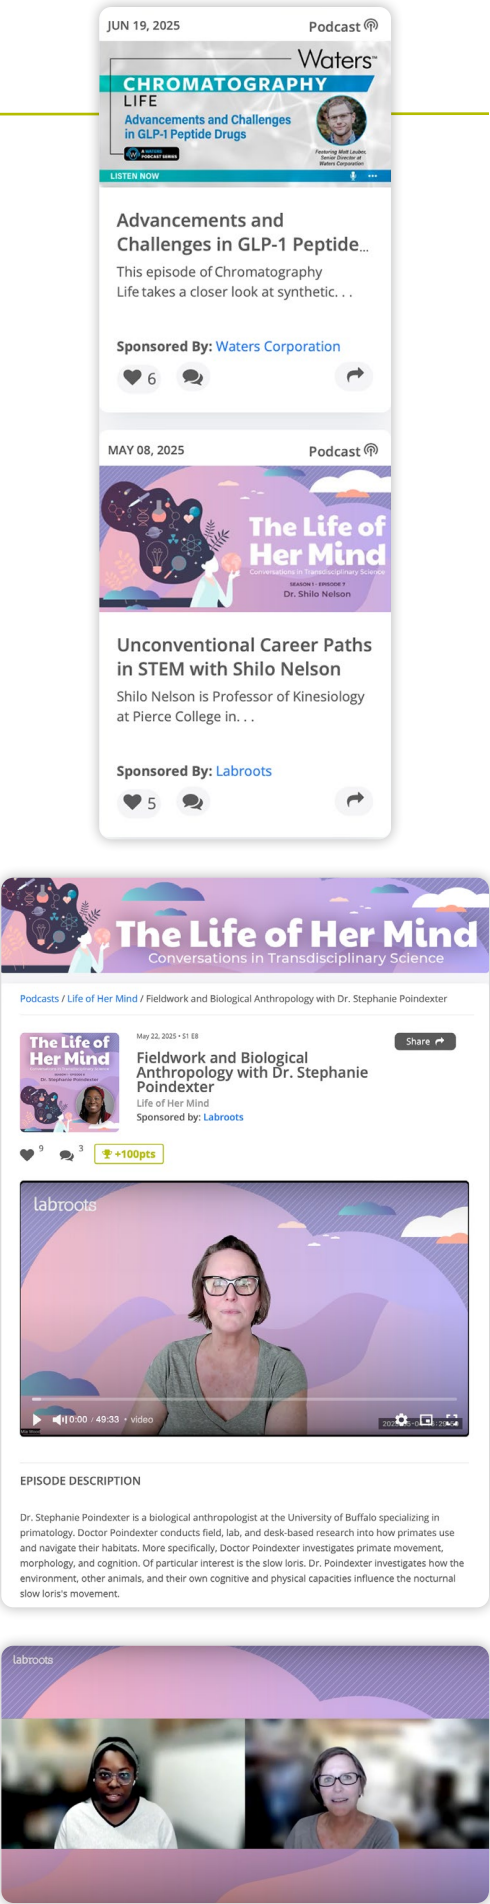 JUN 19, 2025
Podcast
Waters™
CHROMATOGRAPHY
LIFE
Advancements and Challenges
in GLP-1 Peptide Drugs
A WATERS
PODCAST SERIES
Featuring Matt Lauber,
Senior Director at
Waters Corporation
LISTEN NOW
Advancements and
Challenges in GLP-1 Peptide...
This episode of Chromatography
Life takes a closer look at synthetic. . .
Sponsored By: Waters Corporation
6
MAY 08, 2025
Podcast
The Life of
Her Mind
Conversations in Transdisciplinary Science
SEASON 1 - EPISODE 7
Dr. Shilo Nelson
Unconventional Career Paths
in STEM with Shilo Nelson
Shilo Nelson is Professor of Kinesiology
at Pierce College in. . .
Sponsored By: Labroots
5
The Life of Her Mind
Conversations in Transdisciplinary Science
Podcasts / Life of Her Mind / Fieldwork and Biological Anthropology with Dr. Stephanie Poindexter
The Life of
Her Mind
Dr. Stephanie Poindexter
May 22, 2025 • S1 E8
Share
Fieldwork and Biological
Anthropology with Dr. Stephanie
Poindexter
Life of Her Mind
Sponsored by: Labroots
9
3
+100pts
labroots
0:00 / 49:33 • video
EPISODE DESCRIPTION
Dr. Stephanie Poindexter is a biological anthropologist at the University of Buffalo specializing in
primatology. Doctor Poindexter conducts field, lab, and desk-based research into how primates use
and navigate their habitats. More specifically, Doctor Poindexter investigates primate movement,
morphology, and cognition. Of particular interest is the slow loris. Dr. Poindexter investigates how the
environment, other animals, and their own cognitive and physical capacities influence the nocturnal
slow loris's movement.
labroots